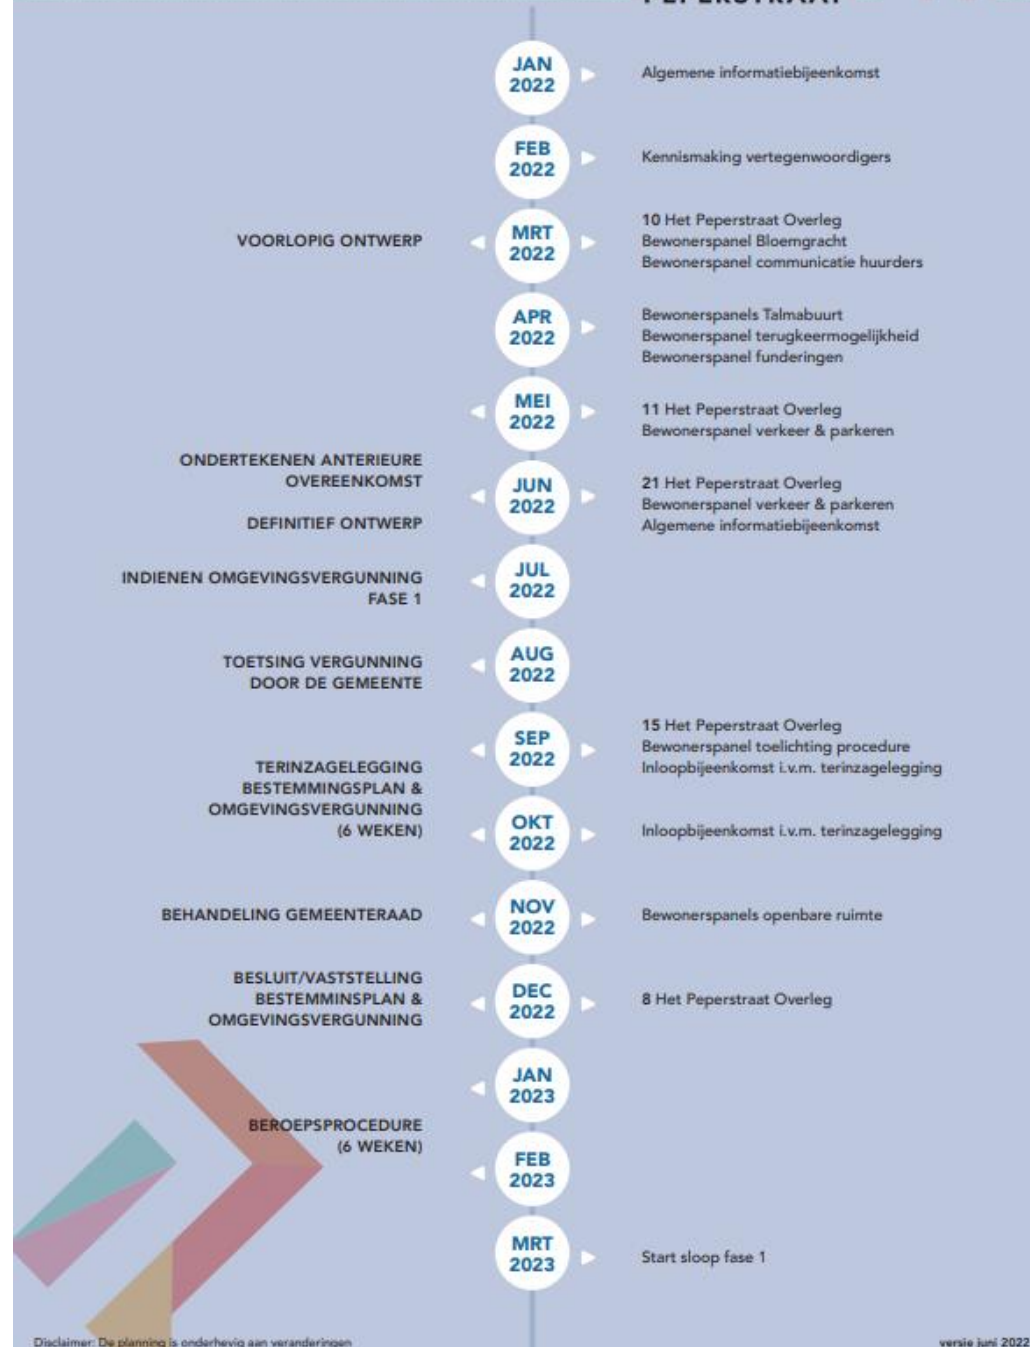 PEPERSTRAAT
JAN
2022
Algemene informatiebijeenkomst
FEB
2022
Kennismaking vertegenwoordigers
VOORLOPIG ONTWERP
MRT
2022
10 Het Peperstraat Overleg
Bewonerspanel Bloemgracht
Bewonerspanel communicatie huurders
APR
2022
Bewonerspanels Talmabuurt
Bewonerspanel terugkeermogelijkheid
Bewonerspanel funderingen
MEI
2022
11 Het Peperstraat Overleg
Bewonerspanel verkeer & parkeren
ONDERTEKENEN ANTERIEURE
OVEREENKOMST
DEFINITIEF ONTWERP
JUN
2022
21 Het Peperstraat Overleg
Bewonerspanel verkeer & parkeren
Algemene informatiebijeenkomst
INDIENEN OMGEVINGSVERGUNNING
FASE 1
JUL
2022
TOETSING VERGUNNING
DOOR DE GEMEENTE
AUG
2022
SEP
2022
15 Het Peperstraat Overleg
Bewonerspanel toelichting procedure
Inloopbijeenkomst i.v.m. terinzagelegging
TERINZAGELEGGING
BESTEMMINGSPLAN &
OMGEVINGSVERGUNNING
(6 WEKEN)
OKT
2022
Inloopbijeenkomst i.v.m. terinzagelegging
BEHANDELING GEMEENTERAAD
NOV
2022
Bewonerspanels openbare ruimte
BESLUIT/VASTSTELLING
BESTEMMINSPLAN &
OMGEVINGSVERGUNNING
DEC
2022
8 Het Peperstraat Overleg
JAN
2023
BEROEPSPROCEDURE
(6 WEKEN)
FEB
2023
MRT
2023
Start sloop fase 1
Disclaimer: De planning is onderhevig aan veranderingen
versie juni 2022